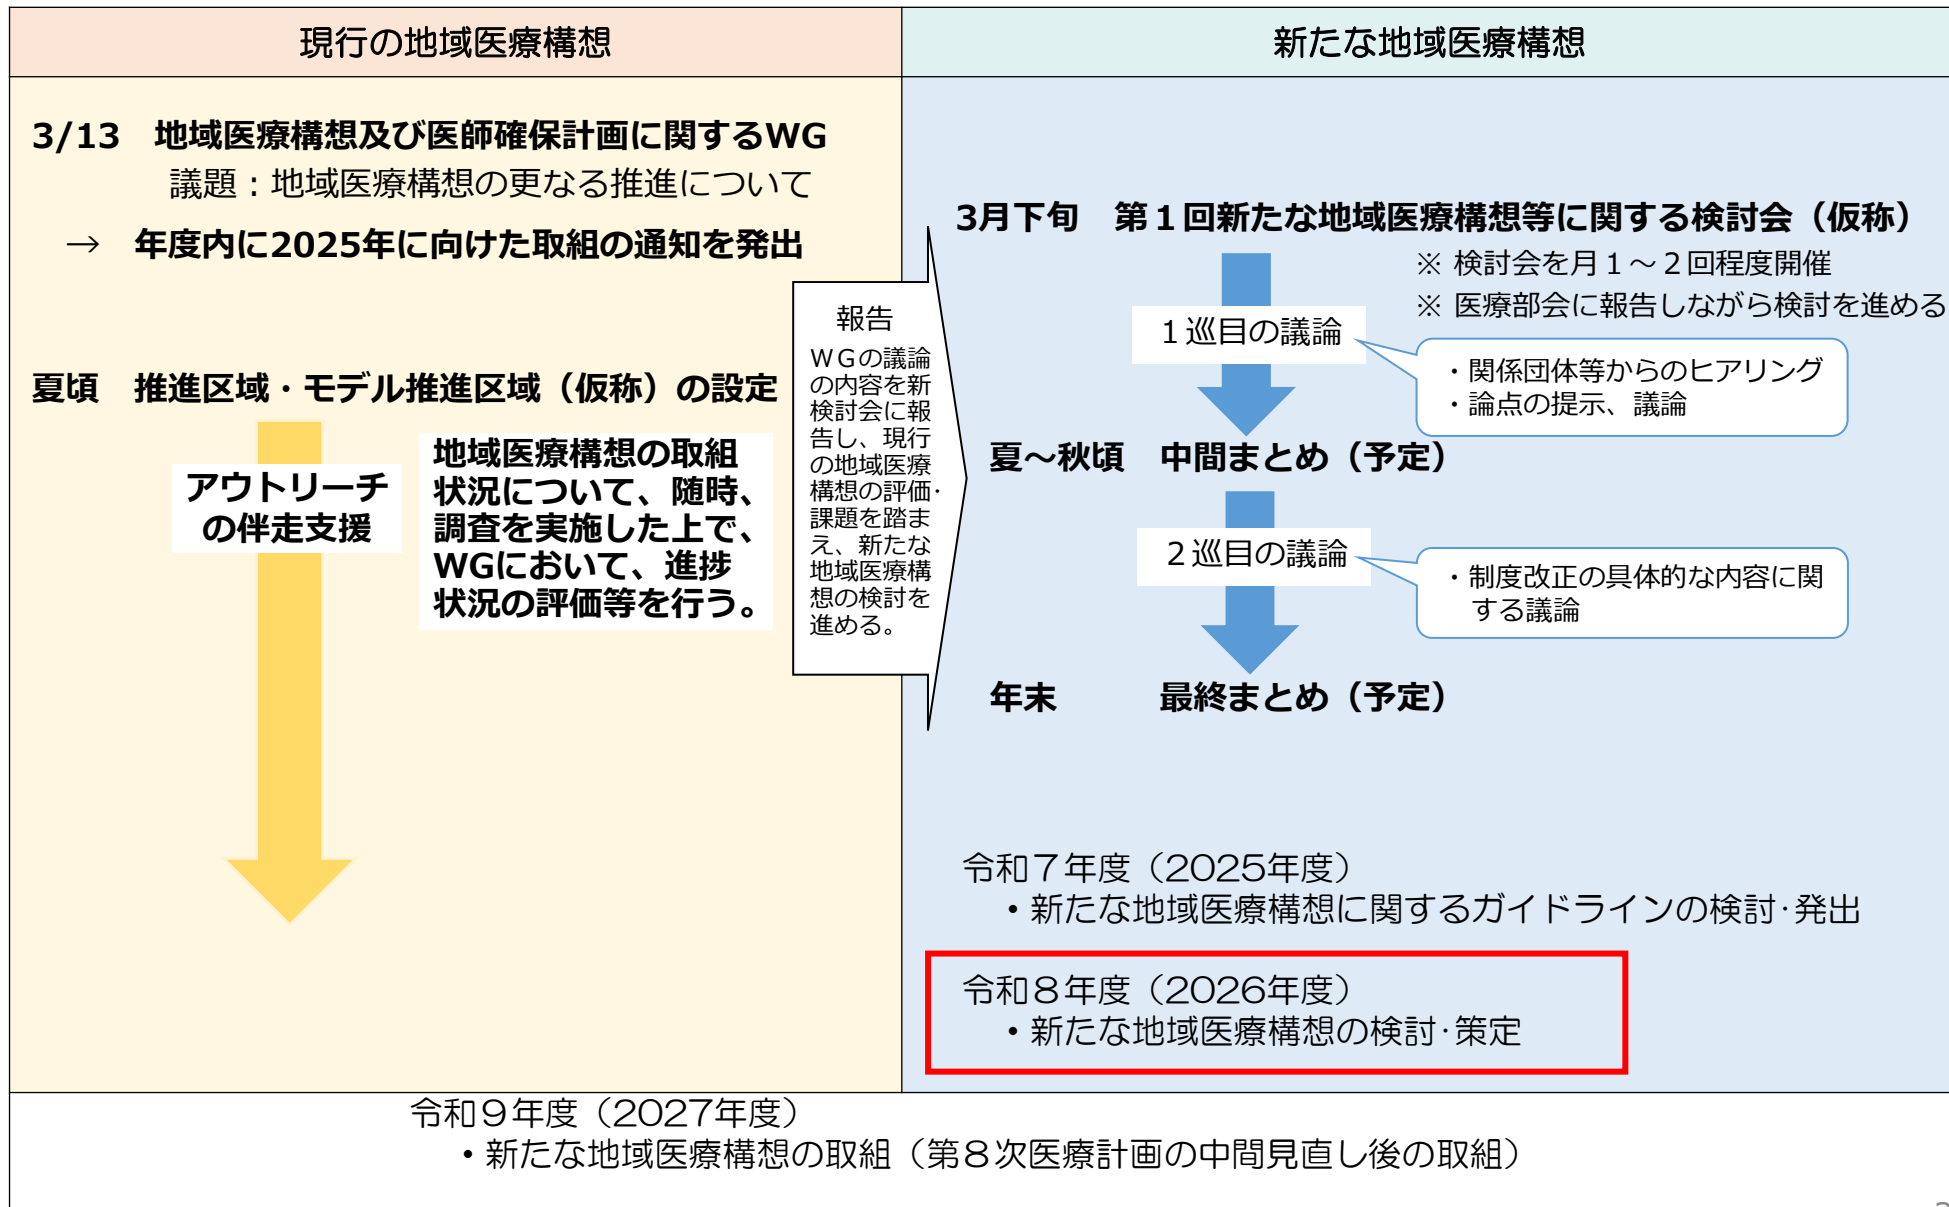 現行の地域医療構想
3/13　地域医療構想及び医師確保計画に関するWG
議題：地域医療構想の更なる推進について
→　年度内に2025年に向けた取組の通知を発出
夏頃　推進区域・モデル推進区域（仮称）の設定
アウトリーチ
の伴走支援
地域医療構想の取組
状況について、随時、
調査を実施した上で、
WGにおいて、進捗
状況の評価等を行う。
報告
ＷＧの議論
の内容を新
検討会に報
告し、現行
の地域医療
構想の評価･
課題を踏ま
え、新たな
地域医療構
想の検討を
進める。
新たな地域医療構想
3月下旬　第１回新たな地域医療構想等に関する検討会（仮称）
※ 検討会を月１～２回程度開催
※ 医療部会に報告しながら検討を進める
１巡目の議論
・関係団体等からのヒアリング
・論点の提示、議論
夏～秋頃　中間まとめ（予定）
２巡目の議論
・制度改正の具体的な内容に関
する議論
年末　最終まとめ（予定）
令和７年度（2025年度）
・新たな地域医療構想に関するガイドラインの検討･発出
令和８年度（2026年度）
・新たな地域医療構想の検討･策定
令和９年度（2027年度）
・新たな地域医療構想の取組（第８次医療計画の中間見直し後の取組）